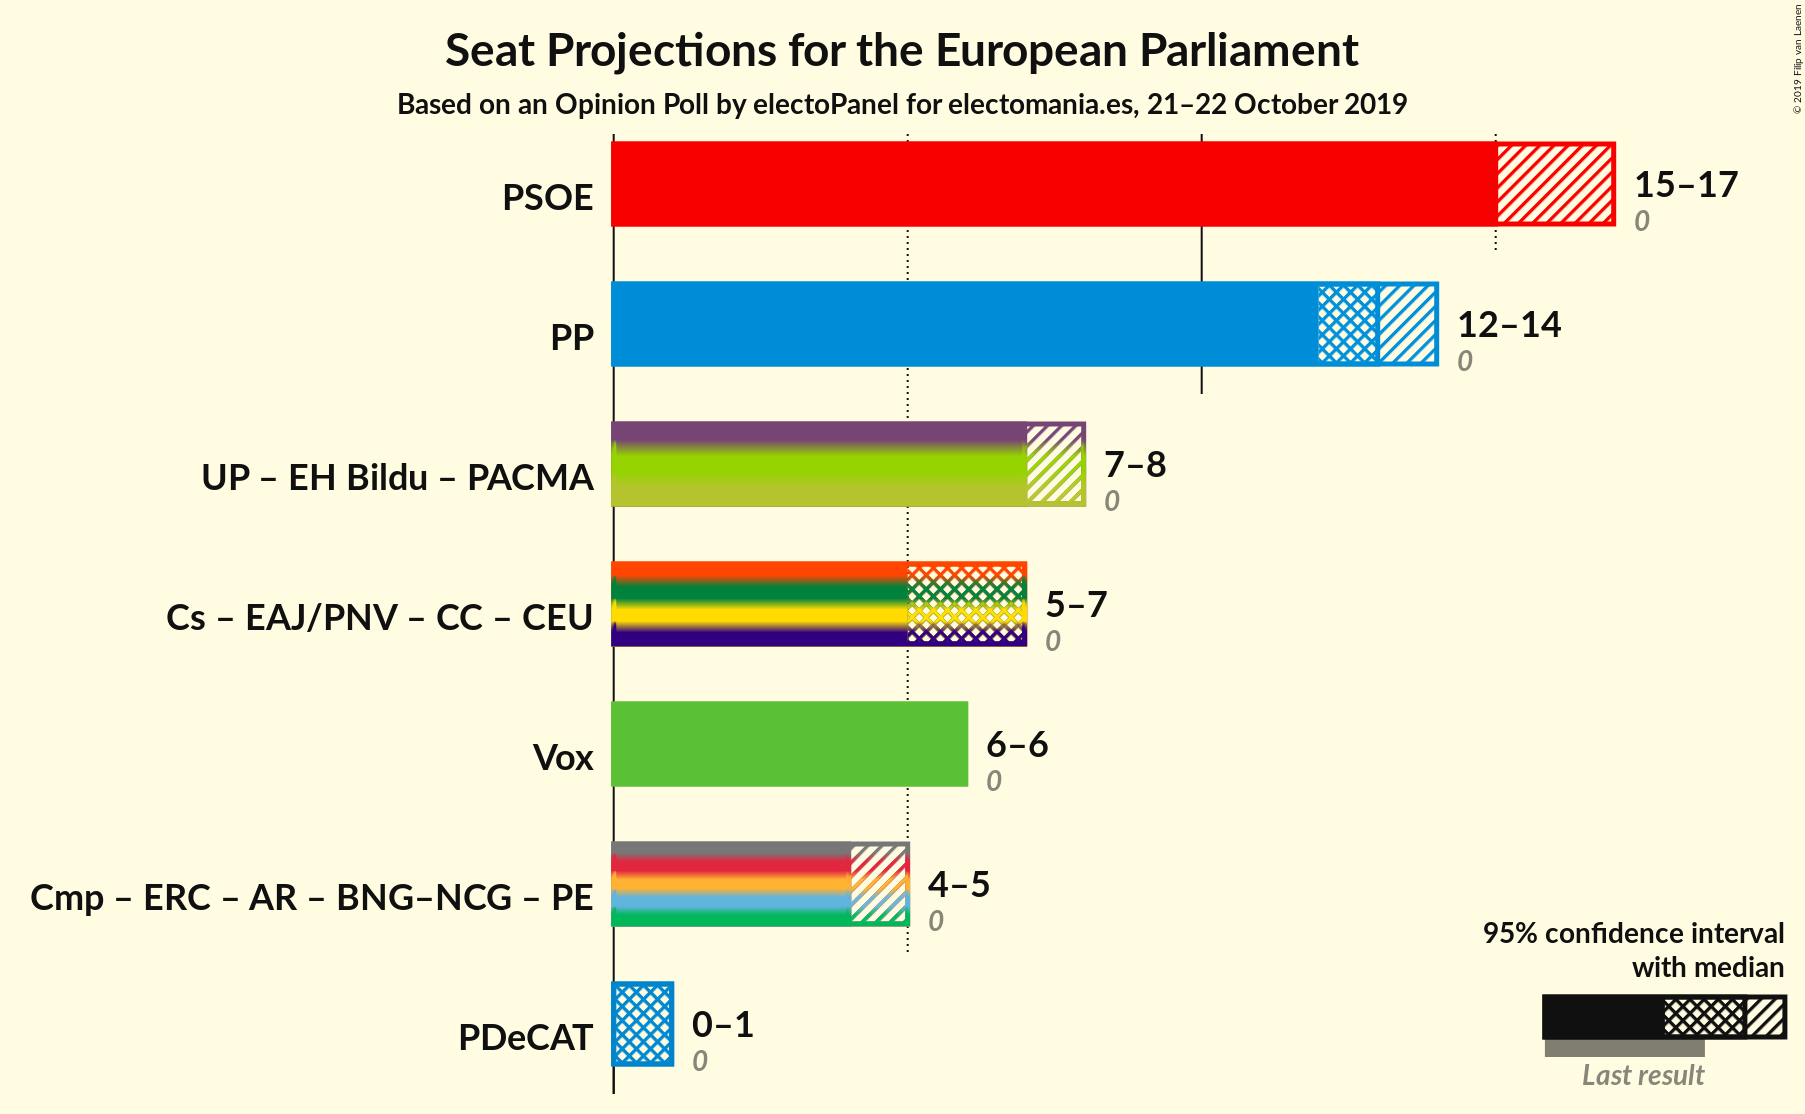 Seat Projections for the European Parliament
Based on an Opinion Poll by electoPanel for electomania.es, 21–22 October 2019
© 2019 Filip van Laenen
PSOE
15–17
0
PP
12–14
0
UP – EH Bildu – PACMA
7–8
0
Cs – EAJ/PNV – CC – CEU
5–7
0
Vox
6–6
0
Cmp – ERC – AR – BNG–NCG – PE
4–5
0
PDeCAT
0–1
0
95% confidence interval
with median
Last result